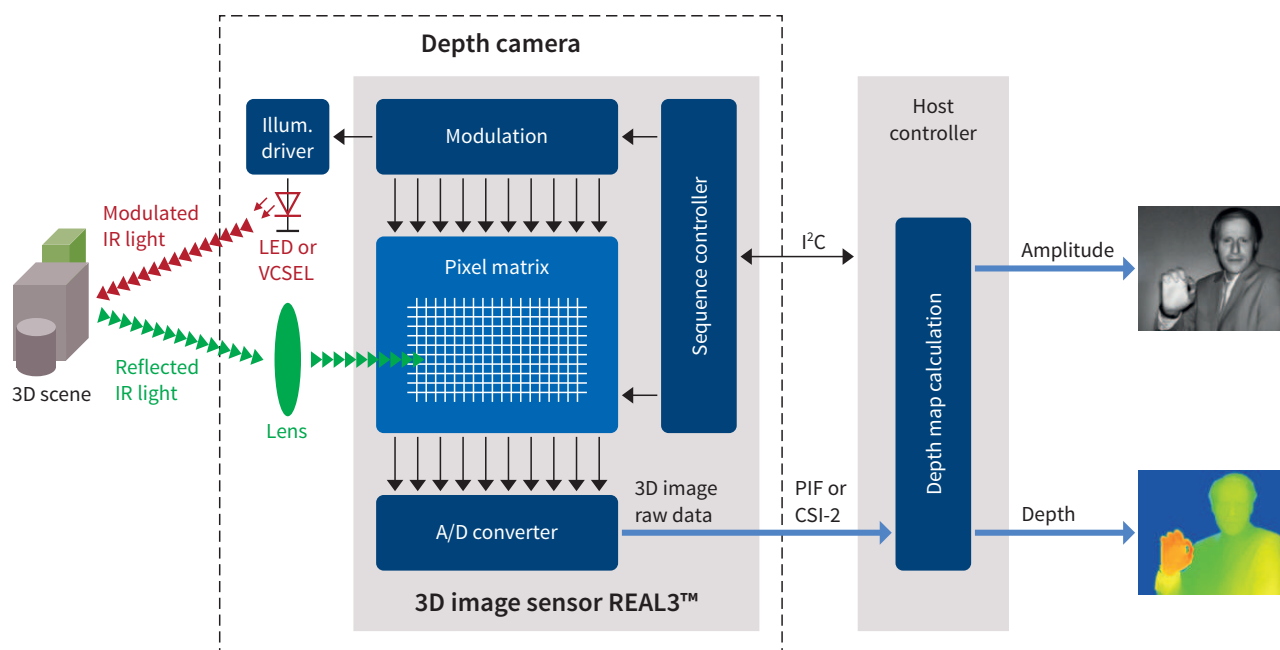 Depth camera
Illum.
driver
Modulation
Host
controller
Sequence controller
Modulated
IR light
LED or
VCSEL
Pixel matrix
I²C
Amplitude
Depth map calculation
3D scene
Reflected
IR light
Lens
3D image
raw data
PIF or
CSI-2
A/D converter
Depth
3D image sensor REAL3™